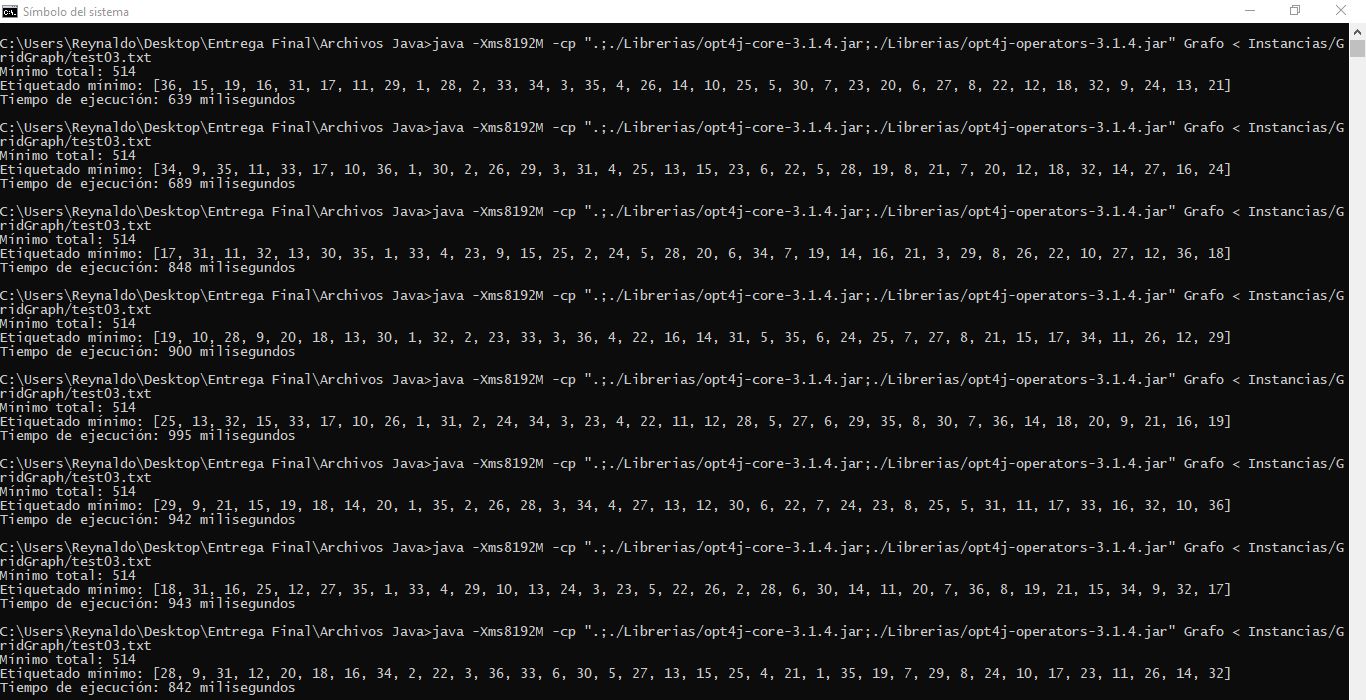 Símbolo del sistema
C:\Users\Reynaldo\Desktop\Entrega Final\Archivos Java>java -Xms8192M -cp ".;./Librerias/opt4j-core-3.1.4.jar;./Librerias/opt4j-operators-3.1.4.jar" Grafo < Instancias/G
ridGraph/test03.txt
Mínimo total: 514
Etiquetado mínimo: [36, 15, 19, 16, 31, 17, 11, 29, 1, 28, 2, 33, 34, 3, 35, 4, 26, 14, 10, 25, 5, 30, 7, 23, 20, 6, 27, 8, 22, 12, 18, 32, 9, 24, 13, 21]
Tiempo de ejecución: 639 milisegundos
C:\Users\Reynaldo\Desktop\Entrega Final\Archivos Java>java -Xms8192M -cp ".;./Librerias/opt4j-core-3.1.4.jar;./Librerias/opt4j-operators-3.1.4.jar" Grafo < Instancias/G
ridGraph/test03.txt
Mínimo total: 514
Etiquetado mínimo: [34, 9, 35, 11, 33, 17, 10, 36, 1, 30, 2, 26, 29, 3, 31, 4, 25, 13, 15, 23, 6, 22, 5, 28, 19, 8, 21, 7, 20, 12, 18, 32, 14, 27, 16, 24]
Tiempo de ejecución: 689 milisegundos
C:\Users\Reynaldo\Desktop\Entrega Final\Archivos Java>java -Xms8192M -cp ".;./Librerias/opt4j-core-3.1.4.jar;./Librerias/opt4j-operators-3.1.4.jar" Grafo < Instancias/G
ridGraph/test03.txt
Mínimo total: 514
Etiquetado mínimo: [17, 31, 11, 32, 13, 30, 35, 1, 33, 4, 23, 9, 15, 25, 2, 24, 5, 28, 20, 6, 34, 7, 19, 14, 16, 21, 3, 29, 8, 26, 22, 10, 27, 12, 36, 18]
Tiempo de ejecución: 848 milisegundos
C:\Users\Reynaldo\Desktop\Entrega Final\Archivos Java>java -Xms8192M -cp ".;./Librerias/opt4j-core-3.1.4.jar;./Librerias/opt4j-operators-3.1.4.jar" Grafo < Instancias/G
ridGraph/test03.txt
Mínimo total: 514
Etiquetado mínimo: [19, 10, 28, 9, 20, 18, 13, 30, 1, 32, 2, 23, 33, 3, 36, 4, 22, 16, 14, 31, 5, 35, 6, 24, 25, 7, 27, 8, 21, 15, 17, 34, 11, 26, 12, 29]
Tiempo de ejecución: 900 milisegundos
C:\Users\Reynaldo\Desktop\Entrega Final\Archivos Java>java -Xms8192M -cp ".;./Librerias/opt4j-core-3.1.4.jar;./Librerias/opt4j-operators-3.1.4.jar" Grafo < Instancias/G
ridGraph/test03.txt
Mínimo total: 514
Etiquetado mínimo: [25, 13, 32, 15, 33, 17, 10, 26, 1, 31, 2, 24, 34, 3, 23, 4, 22, 11, 12, 28, 5, 27, 6, 29, 35, 8, 30, 7, 36, 14, 18, 20, 9, 21, 16, 19]
Tiempo de ejecución: 995 milisegundos
C:\Users\Reynaldo\Desktop\Entrega Final\Archivos Java>java -Xms8192M -cp ".;./Librerias/opt4j-core-3.1.4.jar;./Librerias/opt4j-operators-3.1.4.jar" Grafo < Instancias/G
ridGraph/test03.txt
Mínimo total: 514
Etiquetado mínimo: [29, 9, 21, 15, 19, 18, 14, 20, 1, 35, 2, 26, 28, 3, 34, 4, 27, 13, 12, 30, 6, 22, 7, 24, 23, 8, 25, 5, 31, 11, 17, 33, 16, 32, 10, 36]
Tiempo de ejecución: 942 milisegundos
C:\Users\Reynaldo\Desktop\Entrega Final\Archivos Java>java -Xms8192M -cp ".;./Librerias/opt4j-core-3.1.4.jar;./Librerias/opt4j-operators-3.1.4.jar" Grafo < Instancias/G
ridGraph/test03.txt
Mínimo total: 514
Etiquetado mínimo: [18, 31, 16, 25, 12, 27, 35, 1, 33, 4, 29, 10, 13, 24, 3, 23, 5, 22, 26, 2, 28, 6, 30, 14, 11, 20, 7, 36, 8, 19, 21, 15, 34, 9, 32, 17]
Tiempo de ejecución: 943 milisegundos
C:\Users\Reynaldo\Desktop\Entrega Final\Archivos Java>java -Xms8192M -cp ".;./Librerias/opt4j-core-3.1.4.jar;./Librerias/opt4j-operators-3.1.4.jar" Grafo < Instancias/G
ridGraph/test03.txt
Mínimo total: 514
Etiquetado mínimo: [28, 9, 31, 12, 20, 18, 16, 34, 2, 22, 3, 36, 33, 6, 30, 5, 27, 13, 15, 25, 4, 21, 1, 35, 19, 7, 29, 8, 24, 10, 17, 23, 11, 26, 14, 32]
Tiempo de ejecución: 842 milisegundos